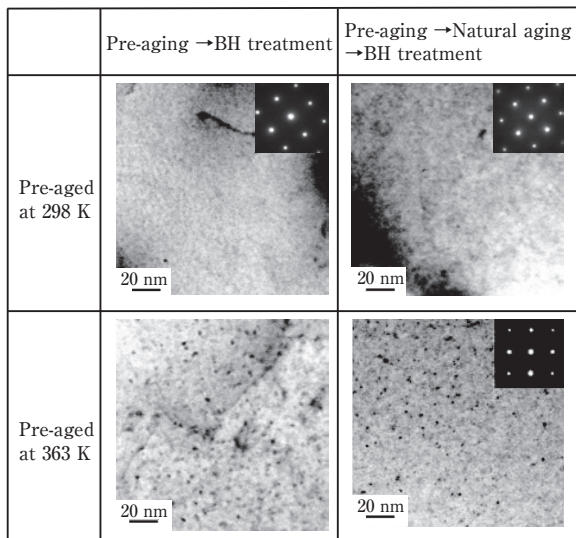 Pre-aging →BH treatment
Pre-aging →Natural aging
→BH treatment
Pre-aged
at 298 K
20 nm
20 nm
Pre-aged
at 363 K
20 nm
20 nm